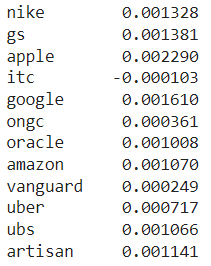 nike 0.001328
gs 0.001381
apple 0.002290
itc -0.000103
google 0.001610
ongc 0.000361
oracle 0.001008
amazon 0.001070
vanguard 0.000249
uber 0.000717
ubs 0.001066
artisan 0.001141